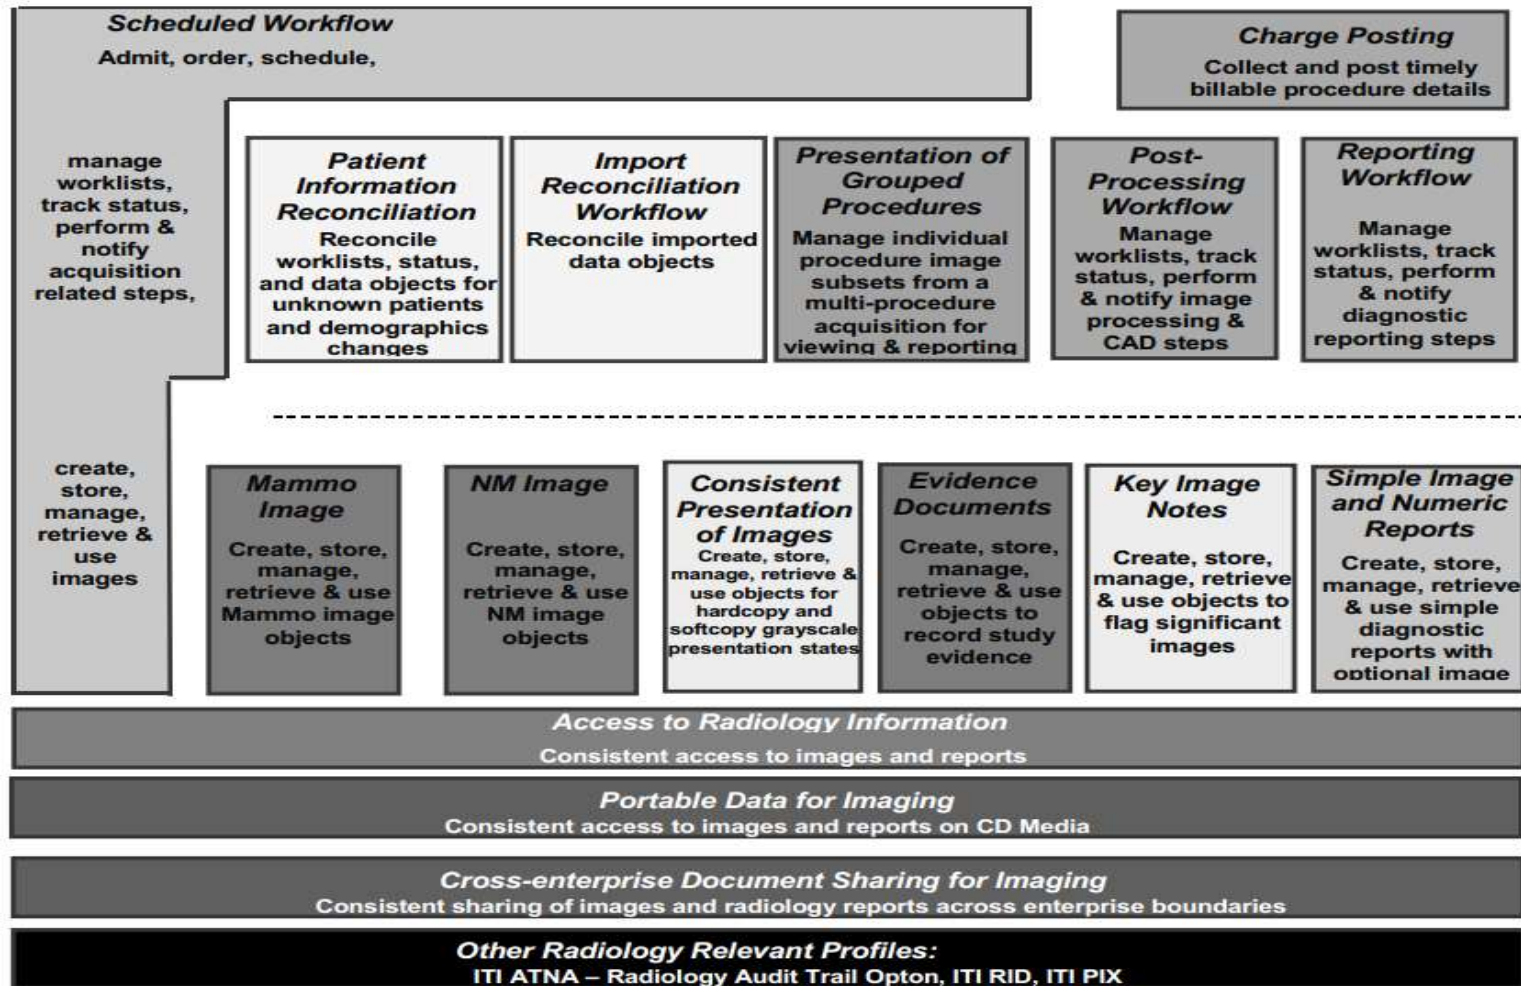 Scheduled Workflow
Admit, order, schedule,
Charge Posting
Collect and post timely
billable procedure details
manage
worklists,
track status,
perform &
notify
acquisition
related steps,
Patient
Information
Reconciliation
Reconcile
worklists, status,
and data objects for
unknown patients
and demographics
changes
Import
Reconciliation
Workflow
Reconcile imported
data objects
Presentation of
Grouped
Procedures
Manage individual
procedure image
subsets from a
multi-procedure
acquisition for
viewing & reporting
Post-
Processing
Workflow
Manage
worklists, track
status, perform
& notify image
processing &
CAD steps
Reporting
Workflow
Manage
worklists, track
status, perform
& notify
diagnostic
reporting steps
create,
store,
manage,
retrieve &
use
images
Mammo
Image
Create, store,
manage,
retrieve & use
Mammo image
objects
NM Image
Create, store,
manage,
retrieve & use
NM image
objects
Consistent
Presentation
of Images
Create, store,
manage, retrieve &
use objects for
hardcopy and
softcopy grayscale
presentation states
Evidence
Documents
Create, store,
manage,
retrieve & use
objects to
record study
evidence
Key Image
Notes
Create, store,
manage, retrieve
& use objects to
flag significant
images
Simple Image
and Numeric
Reports
Create, store,
manage, retrieve
& use simple
diagnostic
reports with
optional image
Access to Radiology Information
Consistent access to images and reports
Portable Data for Imaging
Consistent access to images and reports on CD Media
Cross-enterprise Document Sharing for Imaging
Consistent sharing of images and radiology reports across enterprise boundaries
Other Radiology Relevant Profiles:
ITI ATNA – Radiology Audit Trail Opton, ITI RID, ITI PIX